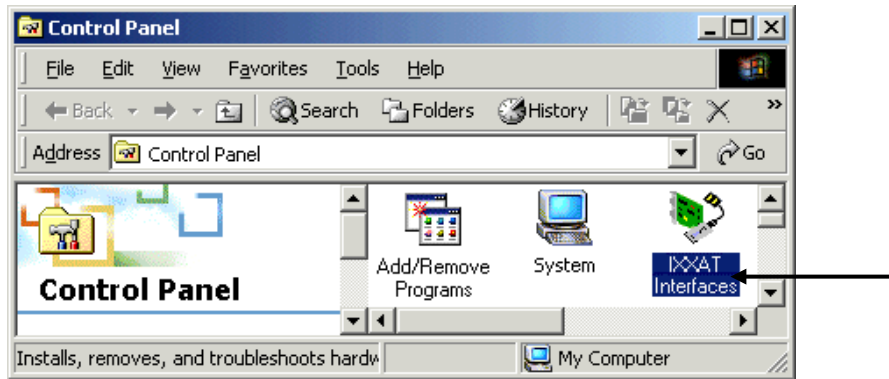 Control Panel
File Edit View Favorites Tools Help
Back Search Folders History »
Address Control Panel Go
Control Panel
Add/Remove
Programs
System
IXXAT
Interfaces
Installs, removes, and troubleshoots hardw
My Computer